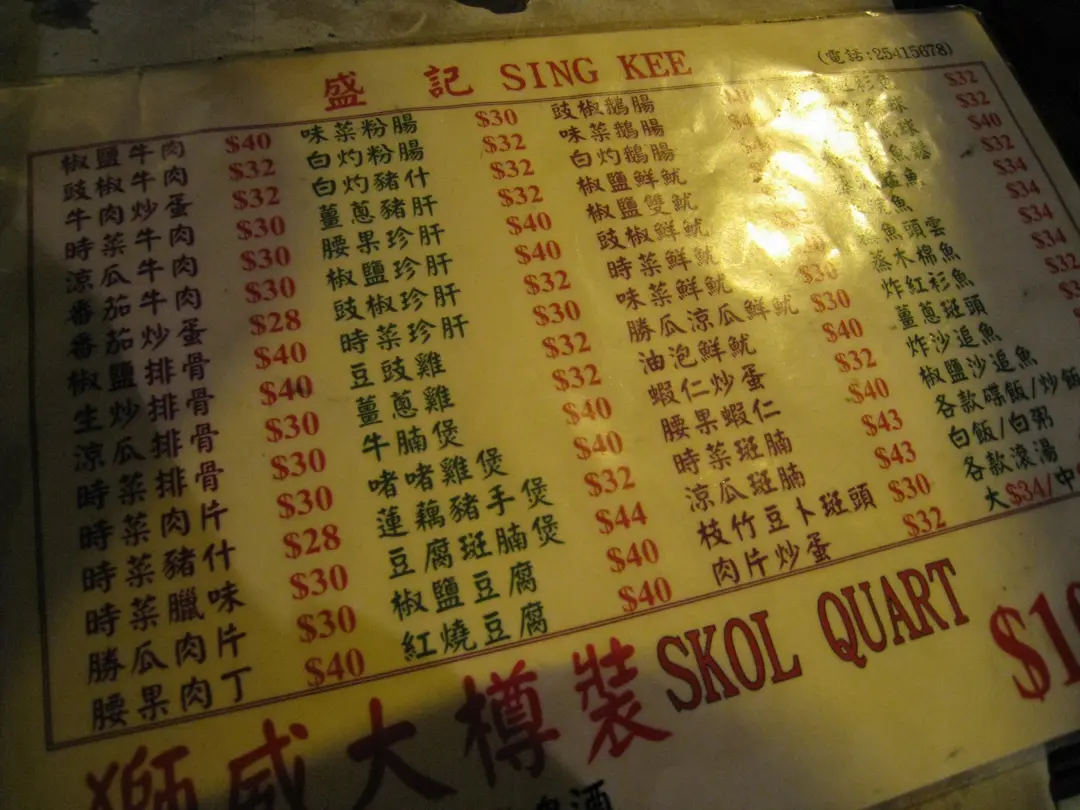 盛記 SING KEE
(電話:25415678)
椒鹽牛肉 $40
豉椒牛肉 $32
牛肉炒蛋 $32
時菜牛肉 $30
涼瓜牛肉 $30
番茄牛肉 $30
番茄炒蛋 $28
椒鹽排骨 $40
生炒排骨 $40
涼瓜排骨 $30
時菜排骨 $30
時菜肉片 $30
時菜豬什 $28
時菜臘味 $30
勝瓜肉片 $30
腰果肉丁 $40
味菜粉腸 $30
白灼粉腸 $32
白灼豬什 $32
薑蔥豬肝 $32
腰果珍肝 $40
椒鹽珍肝 $40
豉椒珍肝 $32
時菜珍肝 $30
豆豉雞 $32
薑蔥雞 $32
牛腩煲 $40
啫啫雞煲 $40
蓮藕豬手煲 $32
豆腐斑腩煲 $44
椒鹽豆腐 $40
紅燒豆腐 $40
豉椒鵝腸
味菜鵝腸
白灼鵝腸
椒鹽鮮魷
椒鹽雙魷
豉椒鮮魷
時菜鮮魷
味菜鮮魷 $30
勝瓜涼瓜鮮魷 $30
油泡鮮魷 $40
蝦仁炒蛋 $32
腰果蝦仁 $40
時菜斑腩 $43
涼瓜斑腩 $43
枝竹豆卜斑頭 $30
肉片炒蛋 $32
$32
$32
$40
$32
魚 $34
魚頭雲 $34
蒸木棉魚 $34
炸紅衫魚 $34
薑蔥斑頭 $32
炸沙追魚
椒鹽沙追魚
各款碟飯/炒飯
白飯/白粥
各款滾湯
大$34/中
獅威大樽裝 SKOL QUART